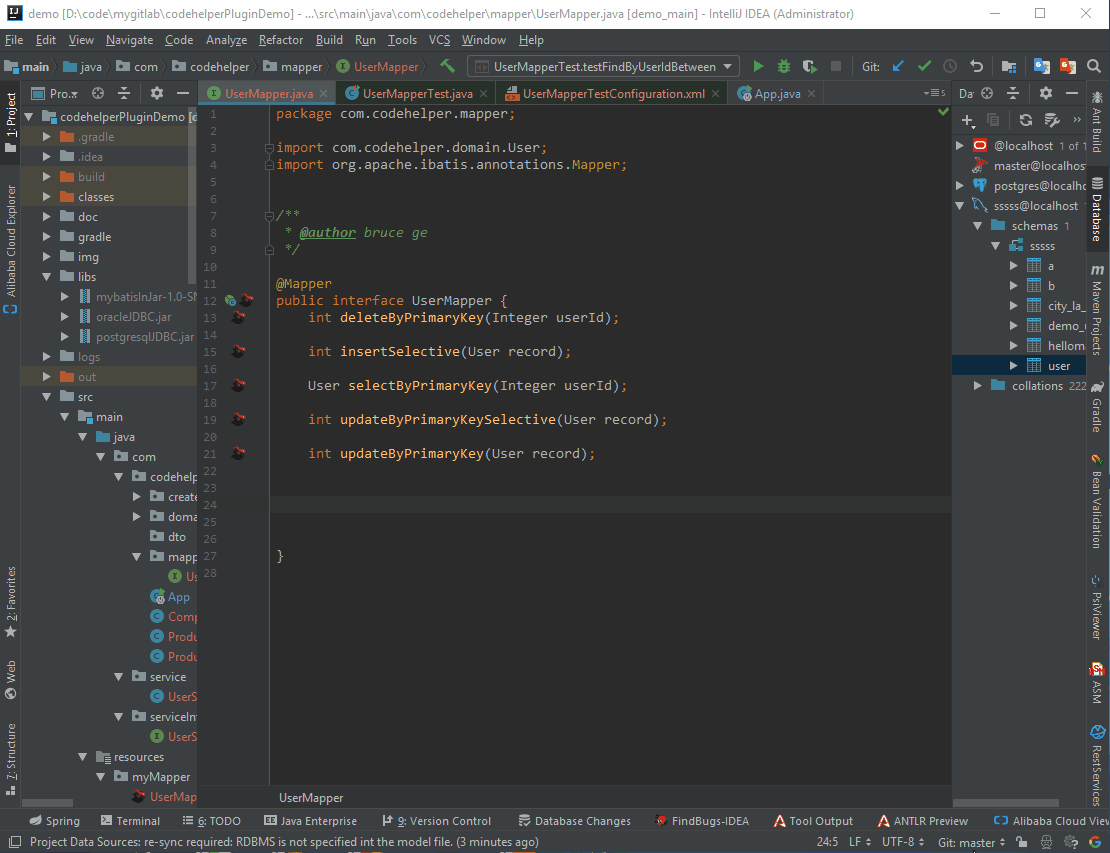 demo [D:\code\mygitlab\codehelperPluginDemo] - ...\src\main\java\com\codehelper\mapper\UserMapper.java [demo_main] - IntelliJ IDEA (Administrator)
File Edit View Navigate Code Analyze Refactor Build Run Tools VCS Window Help
main java com codehelper mapper UserMapper UserMapperTest.testFindByUserIdBetween Git:
1: Project
Alibaba Cloud Explorer
2: Favorites
Web
7: Structure
Pro..
codehelperPluginDemo [d
.gradle
.idea
build
classes
doc
gradle
img
libs
mybatisInJar-1.0-SN
oracleJDBC.jar
postgresqlJDBC.jar
logs
out
src
main
java
com
codehelp
create
doma
dto
mapp
Us
App
Comp
Produ
Produ
service
UserS
serviceIn
UserS
resources
myMapper
UserMap
UserMapper.java UserMapperTest.java UserMapperTestConfiguration.xml App.java
1 package com.codehelper.mapper;
2
3 import com.codehelper.domain.User;
4 import org.apache.ibatis.annotations.Mapper;
5
6
7 /**
8 * @author bruce ge
9 */
10
11 @Mapper
12 public interface UserMapper {
13 int deleteByPrimaryKey(Integer userId);
14
15 int insertSelective(User record);
16
17 User selectByPrimaryKey(Integer userId);
18
19 int updateByPrimaryKeySelective(User record);
20
21 int updateByPrimaryKey(User record);
22
23
24
25
26
27 }
28
UserMapper
Da
@localhost 1 of 1
master@localhos
postgres@localhc
sssss@localhost
schemas 1
sssss
a
b
city_la_
demo_u
hellom
user
collations 222
Ant Build
Database
Maven Projects
Gradle
Bean Validation
PsiViewer
ASM
RestServices
Spring Terminal 6: TODO Java Enterprise 9: Version Control Database Changes FindBugs-IDEA Tool Output ANTLR Preview Alibaba Cloud View
Project Data Sources: re-sync required: RDBMS is not specified int the model file. (3 minutes ago) 24:5 LF UTF-8 Git: master